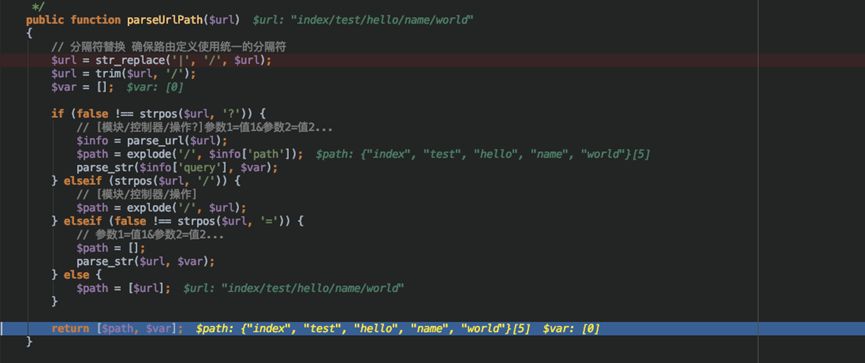 */
public function parseUrlPath($url)  $url: "index/test/hello/name/world"
{
// 分隔符替换 确保路由定义使用统一的分隔符
$url = str_replace('|', '/', $url);
$url = trim($url, '/');
$var = [];  $var: [0]
if (false !== strpos($url, '?')) {
// [模块/控制器/操作?]参数1=值1&参数2=值2...
$info = parse_url($url);
$path = explode('/', $info['path']);  $path: {"index", "test", "hello", "name", "world"}[5]
parse_str($info['query'], $var);
} elseif (strpos($url, '/')) {
// [模块/控制器/操作]
$path = explode('/', $url);
} elseif (false !== strpos($url, '=')) {
// 参数1=值1&参数2=值2...
$path = [];
parse_str($url, $var);
} else {
$path = [$url];  $url: "index/test/hello/name/world"
}
return [$path, $var];  $path: {"index", "test", "hello", "name", "world"}[5]  $var: [0]
}